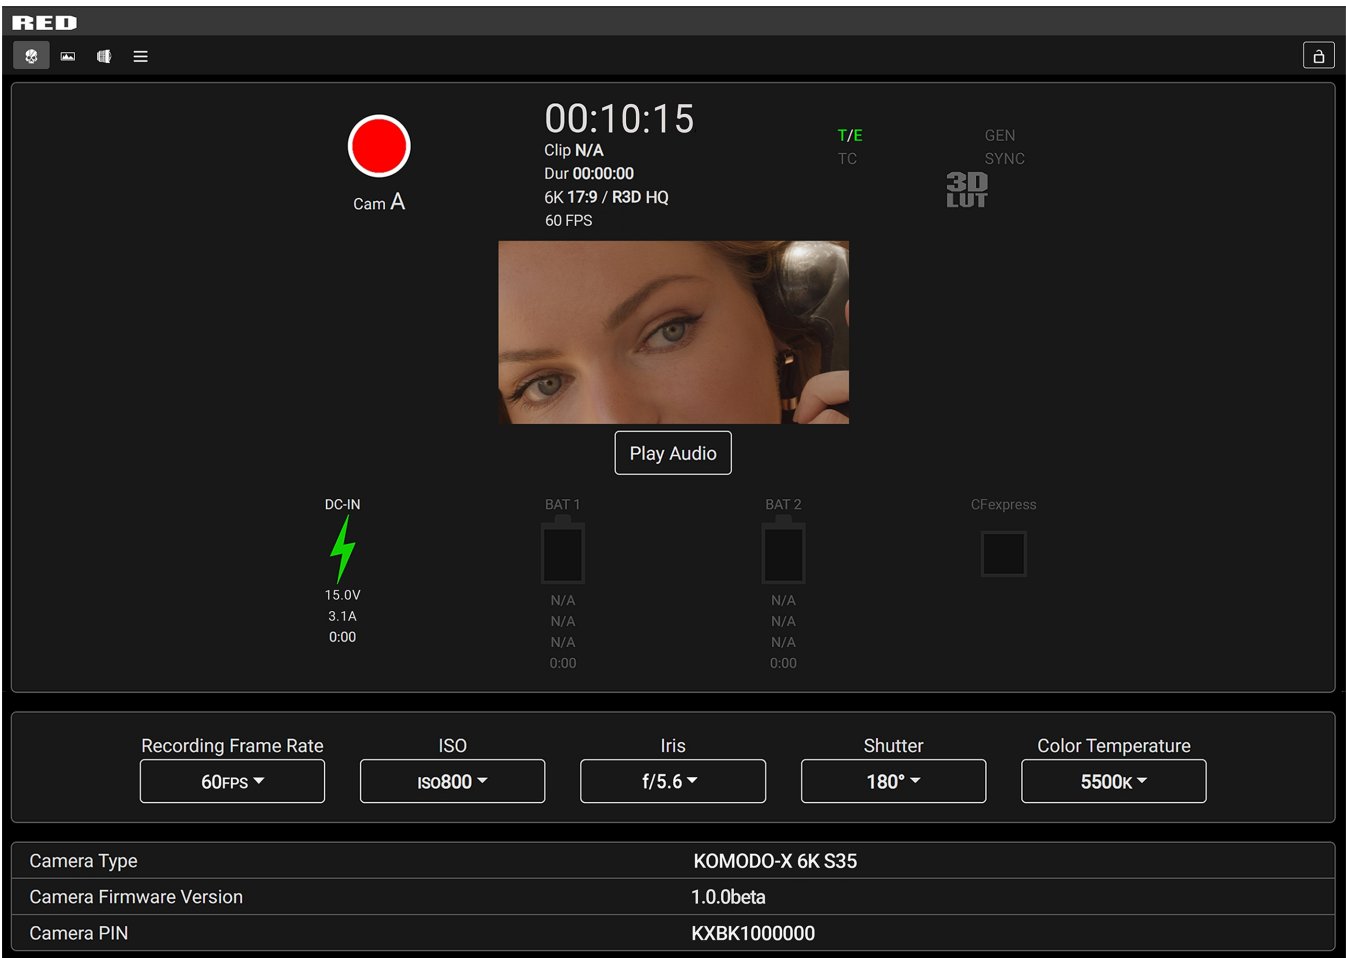 RED
00:10:15
Clip N/A
Dur 00:00:00
6K 17:9 / R3D HQ
60 FPS
Cam A
T/E
GEN
TC
SYNC
3D
LUT
Play Audio
DC-IN
BAT 1
BAT 2
CFexpress
15.0V
3.1A
0:00
N/A
N/A
N/A
0:00
N/A
N/A
N/A
0:00
Recording Frame Rate
ISO
Iris
Shutter
Color Temperature
60FPS
ISO800
f/5.6
180°
5500K
Camera Type
KOMODO-X 6K S35
Camera Firmware Version
1.0.0beta
Camera PIN
KXBK1000000